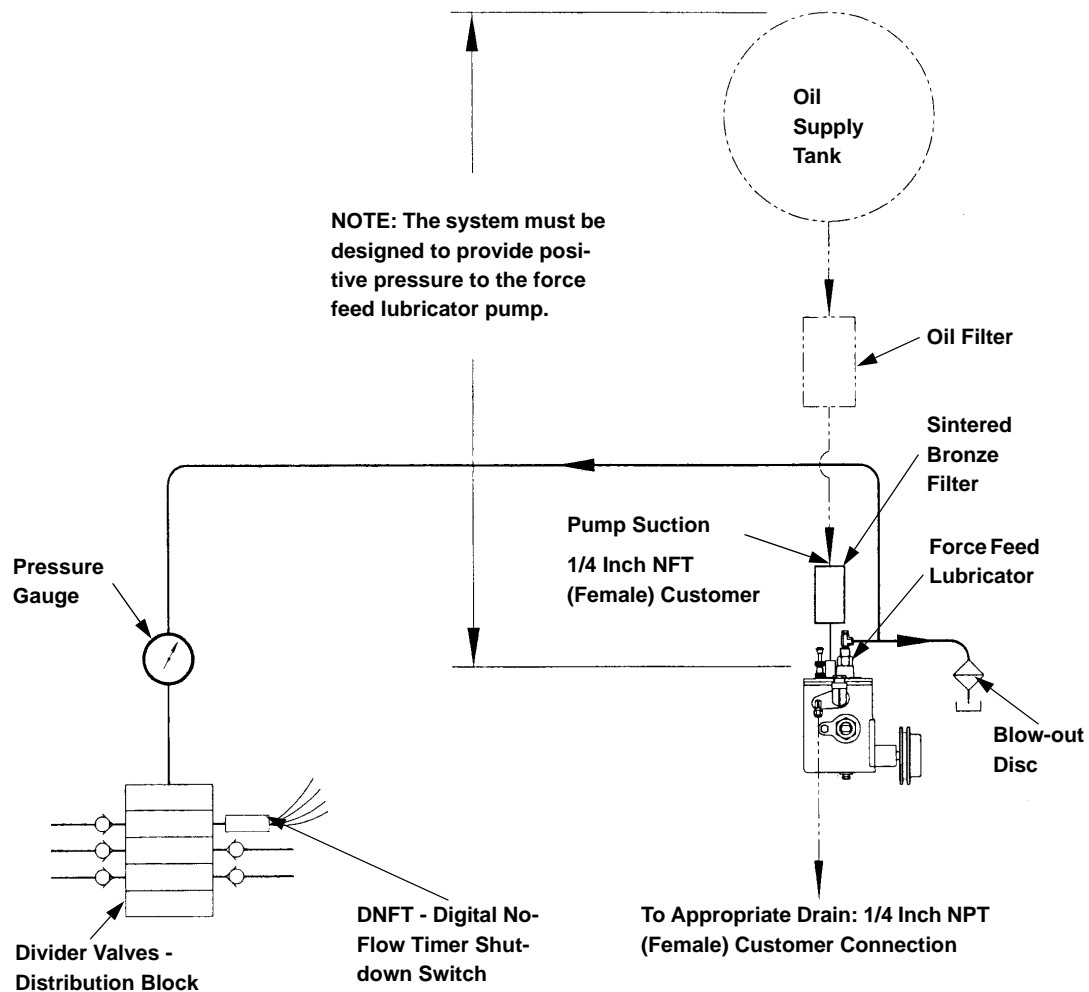 Oil
Supply
Tank
NOTE: The system must be
designed to provide posi-
tive pressure to the force
feed lubricator pump.
Oil Filter
Sintered
Bronze
Filter
Pump Suction
1/4 Inch NFT
(Female) Customer
Force Feed
Lubricator
Pressure
Gauge
Blow-out
Disc
DNFT - Digital No-
Flow Timer Shut-
down Switch
To Appropriate Drain: 1/4 Inch NPT
(Female) Customer Connection
Divider Valves -
Distribution Block